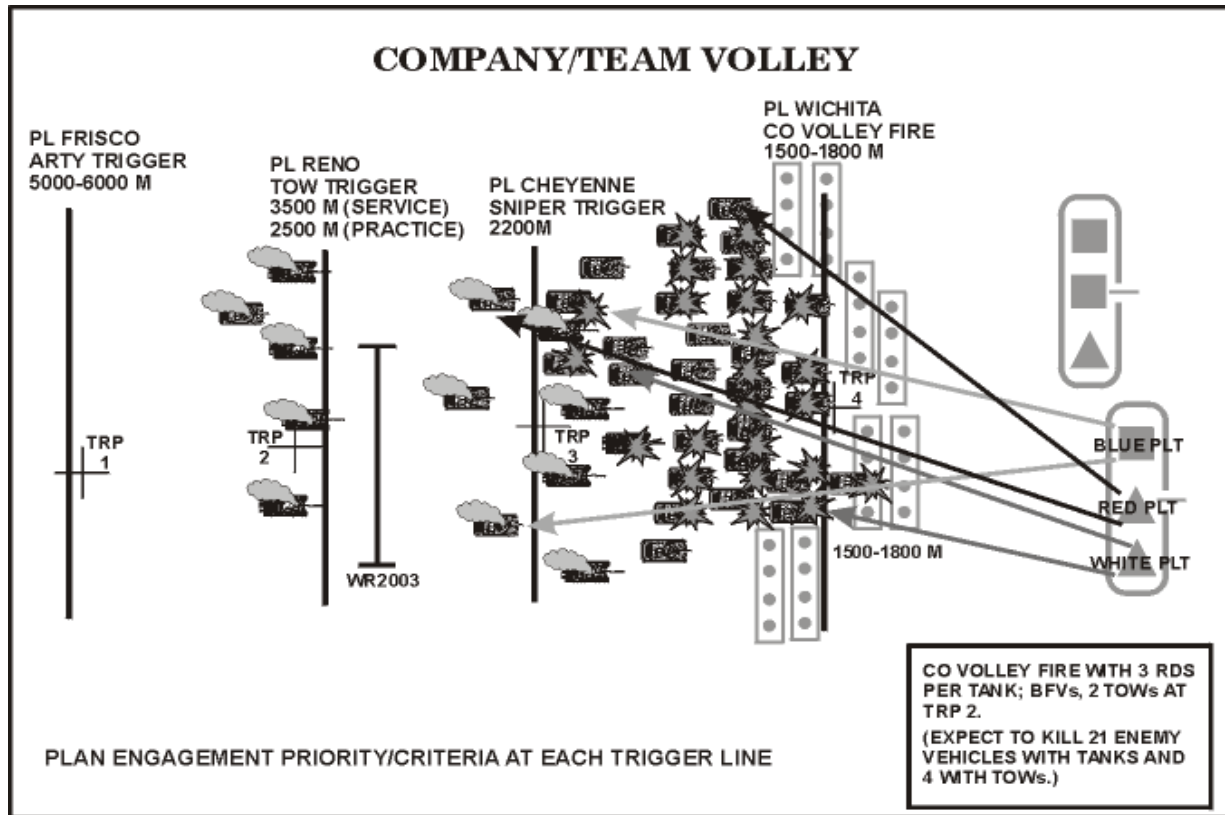 COMPANY/TEAM VOLLEY
PL FRISCO
ARTY TRIGGER
5000-6000 M
PL RENO
TOW TRIGGER
3500 M (SERVICE)
2500 M (PRACTICE)
PL CHEYENNE
SNIPER TRIGGER
2200M
PL WICHITA
CO VOLLEY FIRE
1500-1800 M
TRP
1
TRP
2
TRP
3
TRP
4
WR2003
1500-1800 M
BLUE PLT
RED PLT
WHITE PLT
CO VOLLEY FIRE WITH 3 RDS
PER TANK; BFVs, 2 TOWs AT
TRP 2.
(EXPECT TO KILL 21 ENEMY
VEHICLES WITH TANKS AND
4 WITH TOWs.)
PLAN ENGAGEMENT PRIORITY/CRITERIA AT EACH TRIGGER LINE